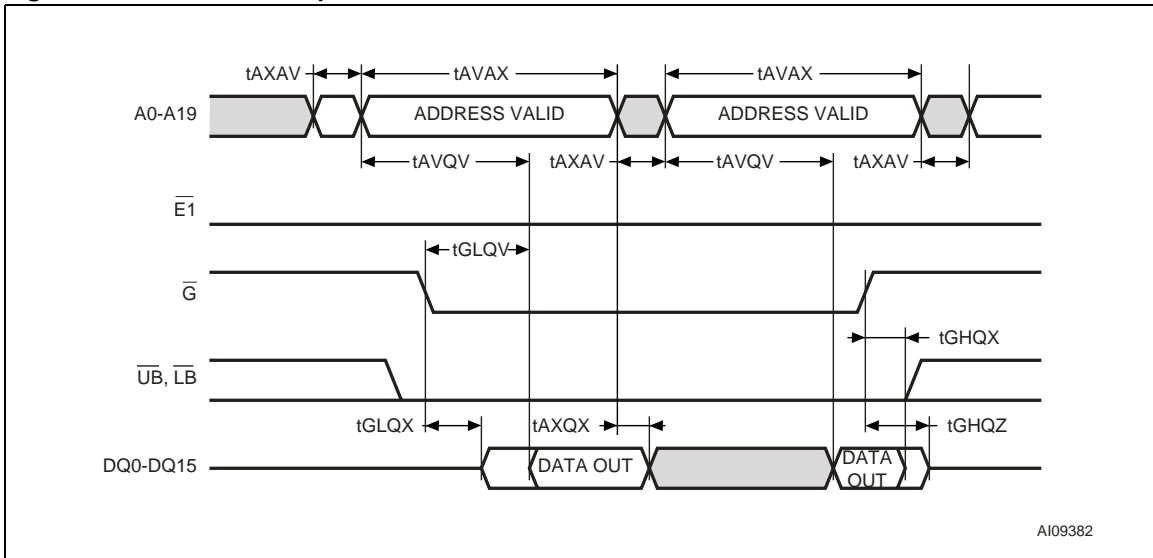 tAXAV tAVAX tAVAX
A0-A19 ADDRESS VALID ADDRESS VALID
tAVQV tAXAV tAVQV tAXAV
E1
tGLQV
G
tGHQX
UB, LB
tGLQX tAXQX tGHQZ
DQ0-DQ15 DATA OUT DATA OUT
AI09382